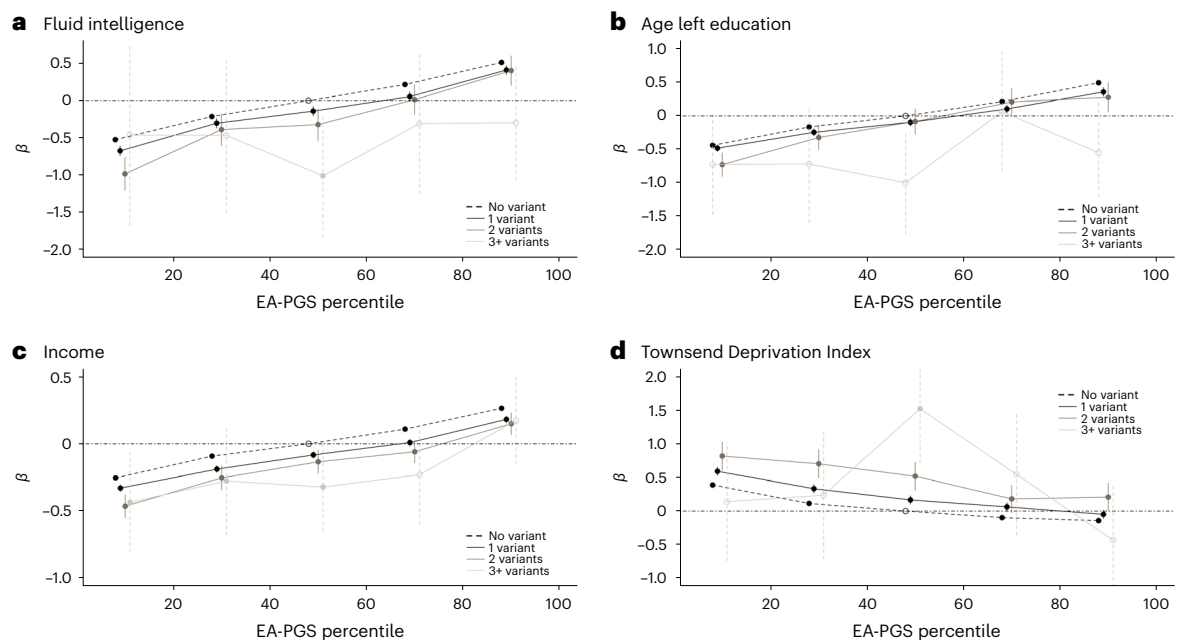 a Fluid intelligence
0.5
0
–0.5
–1.0
–1.5
–2.0
β
No variant
1 variant
2 variants
3+ variants
20 40 60 80 100
EA-PGS percentile
b Age left education
1.0
0.5
0
–0.5
–1.0
–1.5
–2.0
β
No variant
1 variant
2 variants
3+ variants
20 40 60 80 100
EA-PGS percentile
c Income
0.5
0
–0.5
–1.0
β
No variant
1 variant
2 variants
3+ variants
20 40 60 80 100
EA-PGS percentile
d Townsend Deprivation Index
2.0
1.5
1.0
0.5
0
–0.5
–1.0
β
No variant
1 variant
2 variants
3+ variants
20 40 60 80 100
EA-PGS percentile